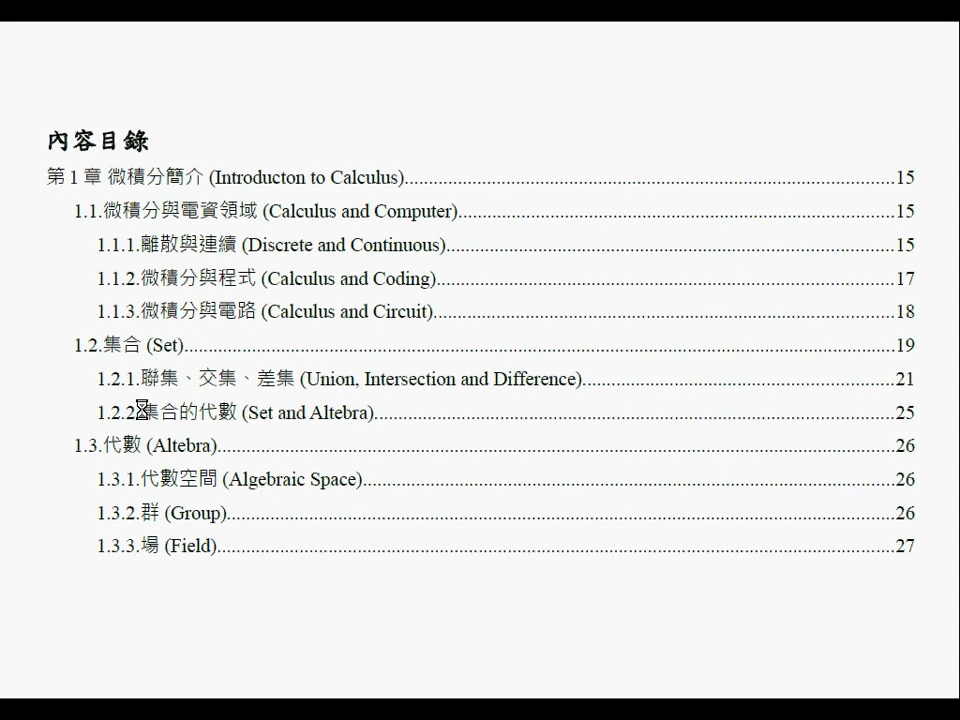 內容目錄
第 1 章 微積分簡介 (Introducton to Calculus)....................15
1.1.微積分與電資領域 (Calculus and Computer)....................15
1.1.1.離散與連續 (Discrete and Continuous)....................15
1.1.2.微積分與程式 (Calculus and Coding)....................17
1.1.3.微積分與電路 (Calculus and Circuit)....................18
1.2.集合 (Set)....................19
1.2.1.聯集、交集、差集 (Union, Intersection and Difference)....................21
1.2.2.集合的代數 (Set and Altebra)....................25
1.3.代數 (Altebra)....................26
1.3.1.代數空間 (Algebraic Space)....................26
1.3.2.群 (Group)....................26
1.3.3.場 (Field)....................27